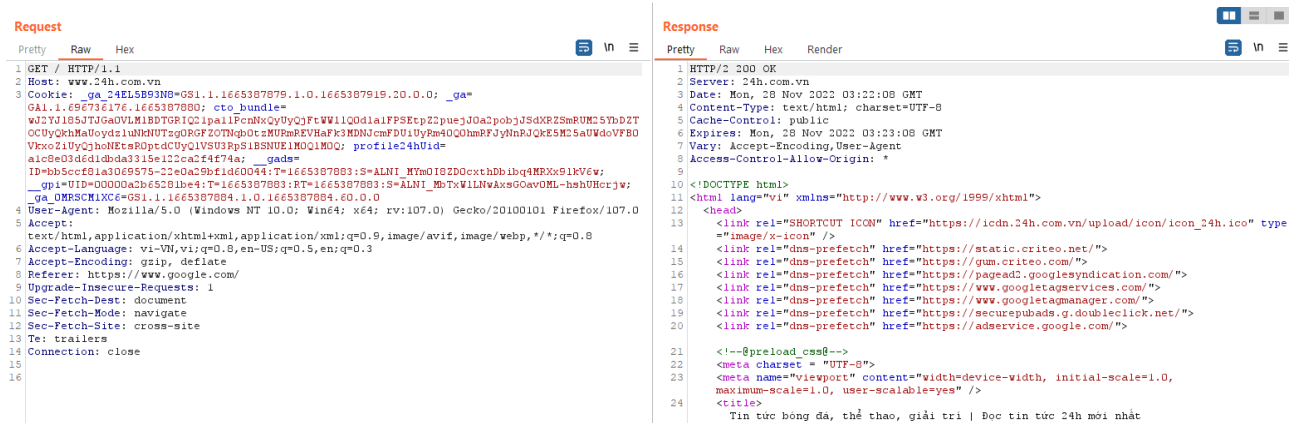 Request
Pretty Raw Hex \n
1 GET / HTTP/1.1
2 Host: www.24h.com.vn
3 Cookie: _ga_24EL5B93N8=GS1.1.1665387879.1.0.1665387919.20.0.0; _ga=
GA1.1.696736176.1665387880; cto_bundle=
profile24hUid=
a1c8e03d6d1dbda3315e122ca2f4f74a; __gads=
ID=bb5ccf81a3069575-22e0a29bf1d60044:T=1665387883:S=ALNI_MYm0I8ZD0cxthDbibq4MRXx91kV6w;
__gpi=UID=00000a2b65281be4:T=1665387883:RT=1665387883:S=ALNI_MbTxW1LNwAxsGOavOML-hshUHcrjw;
_ga_0MRSCM1XC6=GS1.1.1665387884.1.0.1665387884.60.0.0
4 User-Agent: Mozilla/5.0 (Windows NT 10.0; Win64; x64; rv:107.0) Gecko/20100101 Firefox/107.0
5 Accept:
text/html,application/xhtml+xml,application/xml;q=0.9,image/avif,image/webp,*/*;q=0.8
6 Accept-Language: vi-VN,vi;q=0.8,en-US;q=0.5,en;q=0.3
7 Accept-Encoding: gzip, deflate
8 Referer: https://www.google.com/
9 Upgrade-Insecure-Requests: 1
10 Sec-Fetch-Dest: document
11 Sec-Fetch-Mode: navigate
12 Sec-Fetch-Site: cross-site
13 Te: trailers
14 Connection: close
15
16
Response
Pretty Raw Hex Render \n
1 HTTP/2 200 OK
2 Server: 24h.com.vn
3 Date: Mon, 28 Nov 2022 03:22:08 GMT
4 Content-Type: text/html; charset=UTF-8
5 Cache-Control: public
6 Expires: Mon, 28 Nov 2022 03:23:08 GMT
7 Vary: Accept-Encoding,User-Agent
8 Access-Control-Allow-Origin: *
9
10 <!DOCTYPE html>
11 <html lang="vi" xmlns="http://www.w3.org/1999/xhtml">
12 <head>
13 <link rel="SHORTCUT ICON" href="https://icdn.24h.com.vn/upload/icon/icon_24h.ico" type
="image/x-icon" />
14 <link rel="dns-prefetch" href="https://static.criteo.net/">
15 <link rel="dns-prefetch" href="https://gum.criteo.com/">
16 <link rel="dns-prefetch" href="https://pagead2.googlesyndication.com/">
17 <link rel="dns-prefetch" href="https://www.googletagservices.com/">
18 <link rel="dns-prefetch" href="https://www.googletagmanager.com/">
19 <link rel="dns-prefetch" href="https://securepubads.g.doubleclick.net/">
20 <link rel="dns-prefetch" href="https://adservice.google.com/">
21 <!--@preload_css@-->
22 <meta charset = "UTF-8">
23 <meta name="viewport" content="width=device-width, initial-scale=1.0,
maximum-scale=1.0, user-scalable=yes" />
24 <title>
Tin tức bóng đá, thể thao, giải trí | Đọc tin tức 24h mới nhất